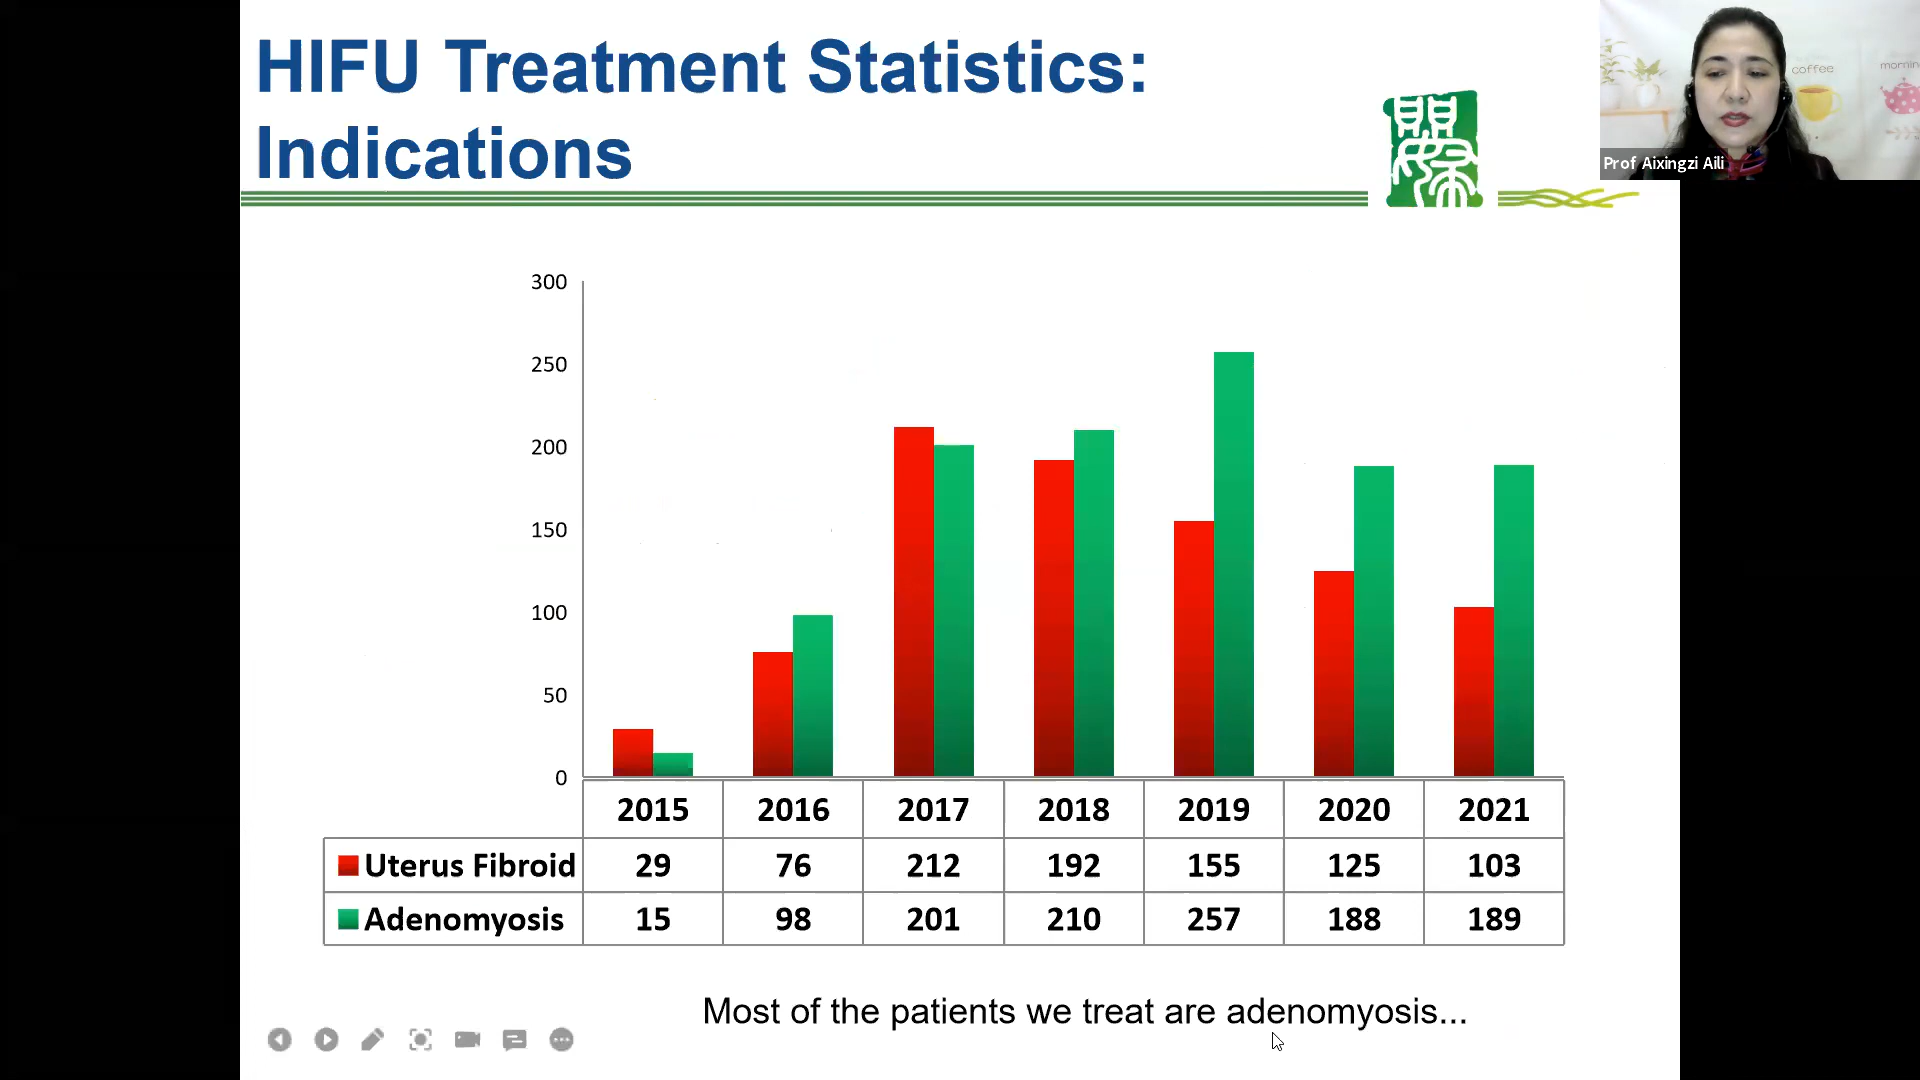 HIFU Treatment Statistics:
Indications
coffee
Prof Aixingzi Aili
300
250
200
150
100
50
0
2015 2016 2017 2018 2019 2020 2021
Uterus Fibroid 29 76 212 192 155 125 103
Adenomyosis 15 98 201 210 257 188 189
Most of the patients we treat are adenomyosis...